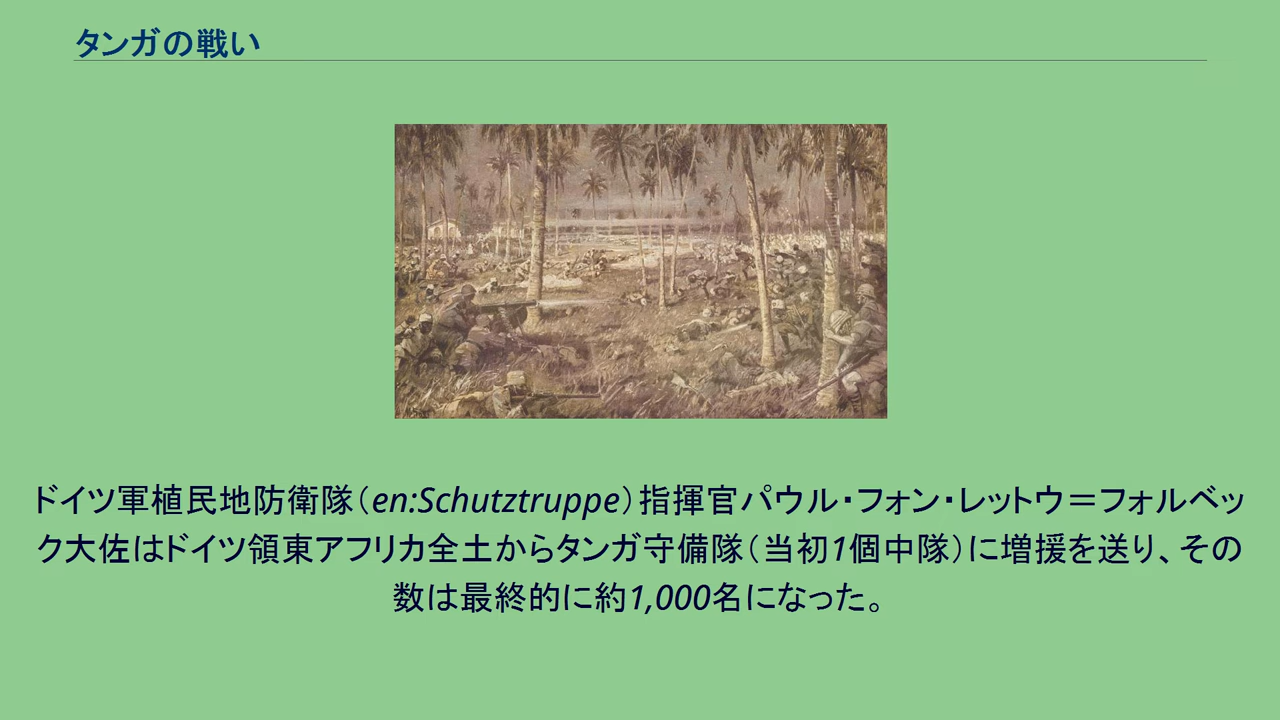 タンガの戦い
ドイツ軍植民地防衛隊（en:Schutztruppe）指揮官パウル・フォン・レットウ＝フォルベッ
ク大佐はドイツ領東アフリカ全土からタンガ守備隊（当初1個中隊）に増援を送り、その
数は最終的に約1,000名になった。